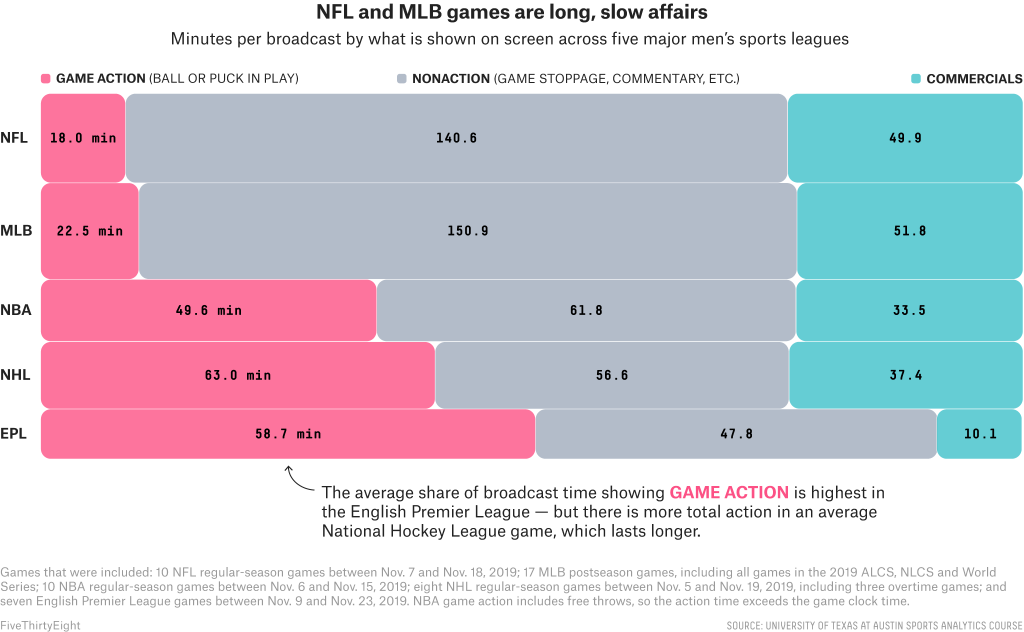 NFL and MLB games are long, slow affairs
Minutes per broadcast by what is shown on screen across five major men’s sports leagues
GAME ACTION (BALL OR PUCK IN PLAY) NONACTION (GAME STOPPAGE, COMMENTARY, ETC.) COMMERCIALS
NFL 18.0 min 140.6 49.9
MLB 22.5 min 150.9 51.8
NBA 49.6 min 61.8 33.5
NHL 63.0 min 56.6 37.4
EPL 58.7 min 47.8 10.1
The average share of broadcast time showing GAME ACTION is highest in
the English Premier League — but there is more total action in an average
National Hockey League game, which lasts longer.
Games that were included: 10 NFL regular-season games between Nov. 7 and Nov. 18, 2019; 17 MLB postseason games, including all games in the 2019 ALCS, NLCS and World
Series; 10 NBA regular-season games between Nov. 6 and Nov. 15, 2019; eight NHL regular-season games between Nov. 5 and Nov. 19, 2019, including three overtime games; and
seven English Premier League games between Nov. 9 and Nov. 23, 2019. NBA game action includes free throws, so the action time exceeds the game clock time.
FiveThirtyEight SOURCE: UNIVERSITY OF TEXAS AT AUSTIN SPORTS ANALYTICS COURSE